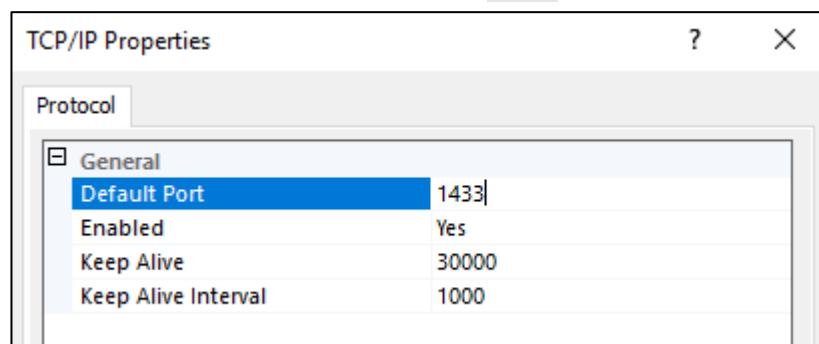 TCP/IP Properties ?
Protocol
General
Default Port 1433
Enabled Yes
Keep Alive 30000
Keep Alive Interval 1000